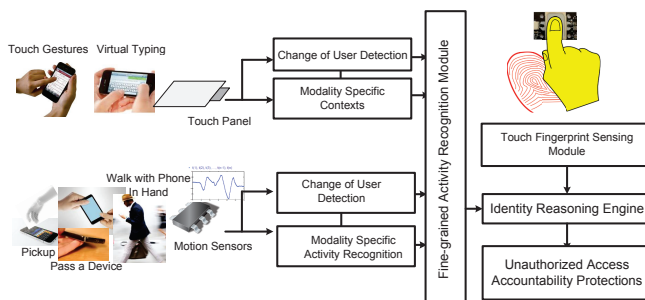 Touch Gestures
Virtual Typing
Touch Panel
Change of User Detection
Modality Specific
Contexts
Walk with Phone
In Hand
Pickup
Pass a Device
Motion Sensors
Change of User
Detection
Modality Specific
Activity Recognition
Fine-grained Activity Recognition Module
Touch Fingerprint Sensing
Module
Identity Reasoning Engine
Unauthorized Access
Accountability Protections